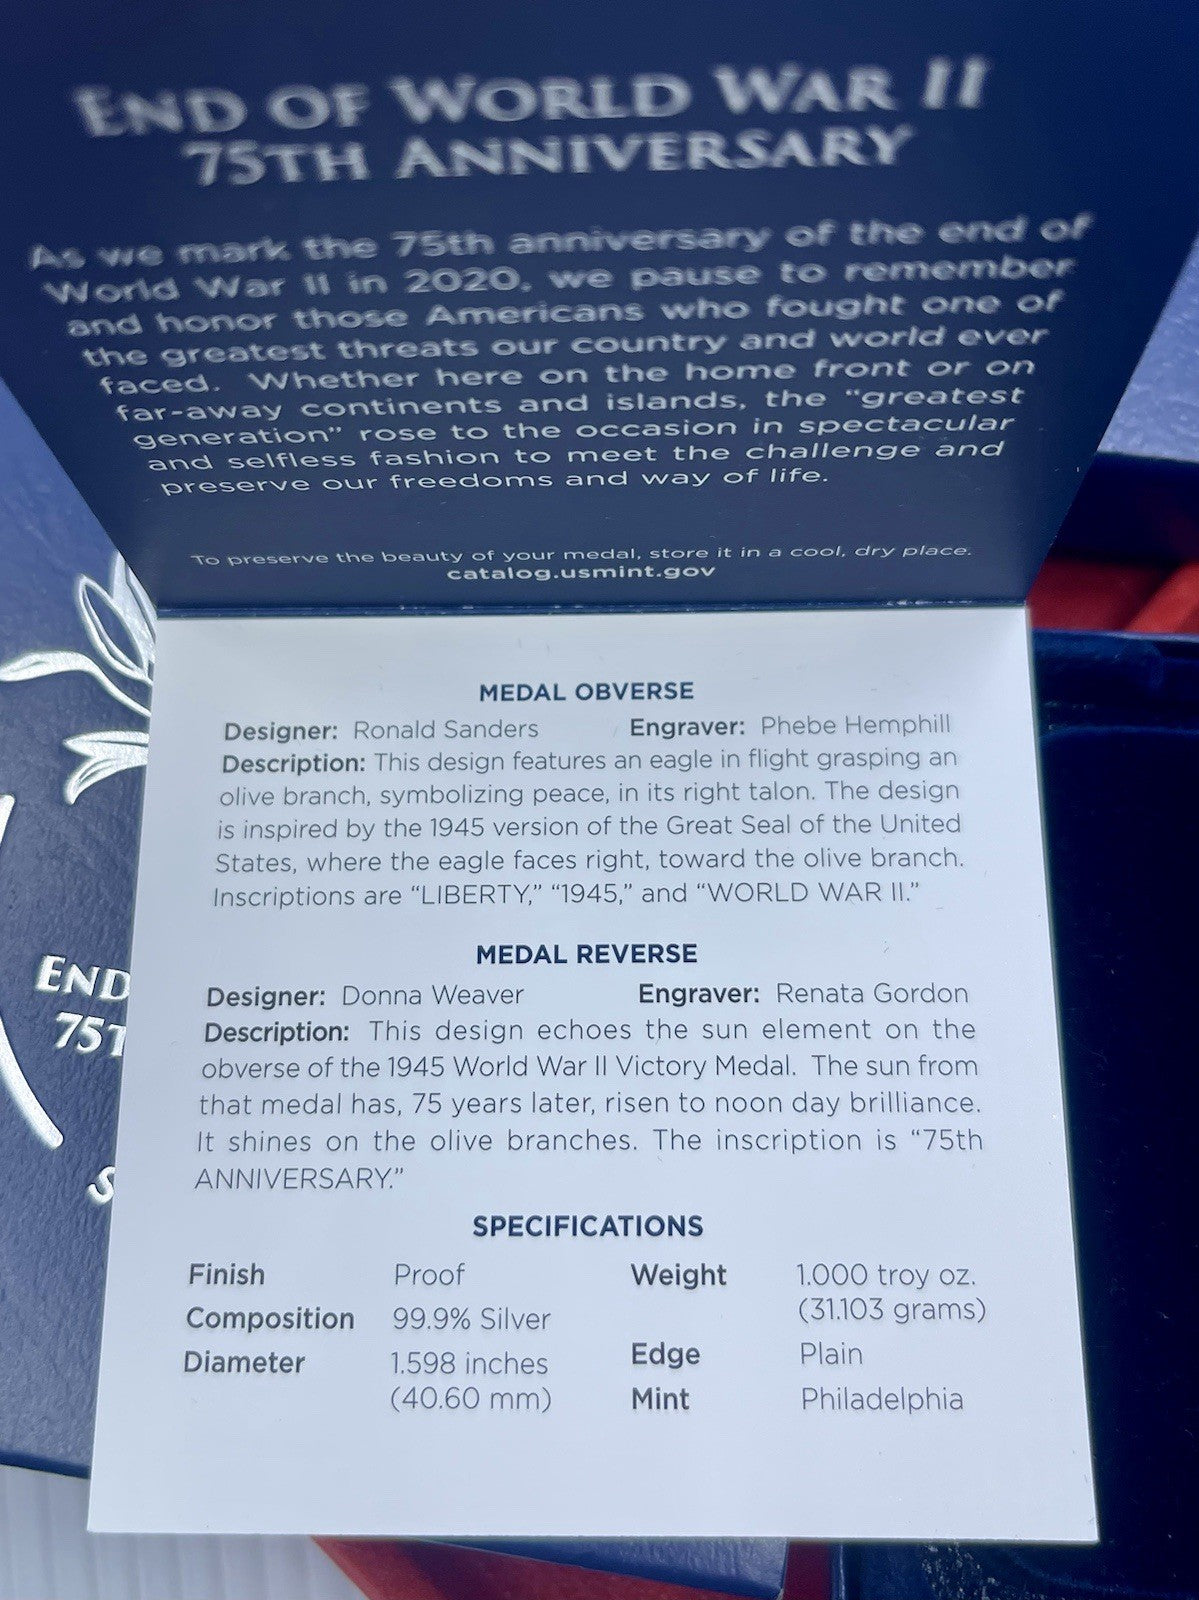 END OF WORLD WAR II
75TH ANNIVERSARY
As we mark the 75th anniversary of the end of
World War II in 2020, we pause to remember
and honor those Americans who fought one of
the greatest threats our country and world ever
faced. Whether here on the home front or on
far-away continents and islands, the “greatest
generation” rose to the occasion in spectacular
and selfless fashion to meet the challenge and
preserve our freedoms and way of life.
To preserve the beauty of your medal, store it in a cool, dry place.
catalog.usmint.gov
MEDAL OBVERSE
Designer: Ronald Sanders Engraver: Phebe Hemphill
Description: This design features an eagle in flight grasping an
olive branch, symbolizing peace, in its right talon. The design
is inspired by the 1945 version of the Great Seal of the United
States, where the eagle faces right, toward the olive branch.
Inscriptions are “LIBERTY,” “1945,” and “WORLD WAR II.”
MEDAL REVERSE
Designer: Donna Weaver Engraver: Renata Gordon
Description: This design echoes the sun element on the
obverse of the 1945 World War II Victory Medal. The sun from
that medal has, 75 years later, risen to noon day brilliance.
It shines on the olive branches. The inscription is “75th
ANNIVERSARY.”
SPECIFICATIONS
Finish Proof Weight 1.000 troy oz.
(31.103 grams)
Composition 99.9% Silver
Edge Plain
Diameter 1.598 inches
(40.60 mm)
Mint Philadelphia
END
75T
S